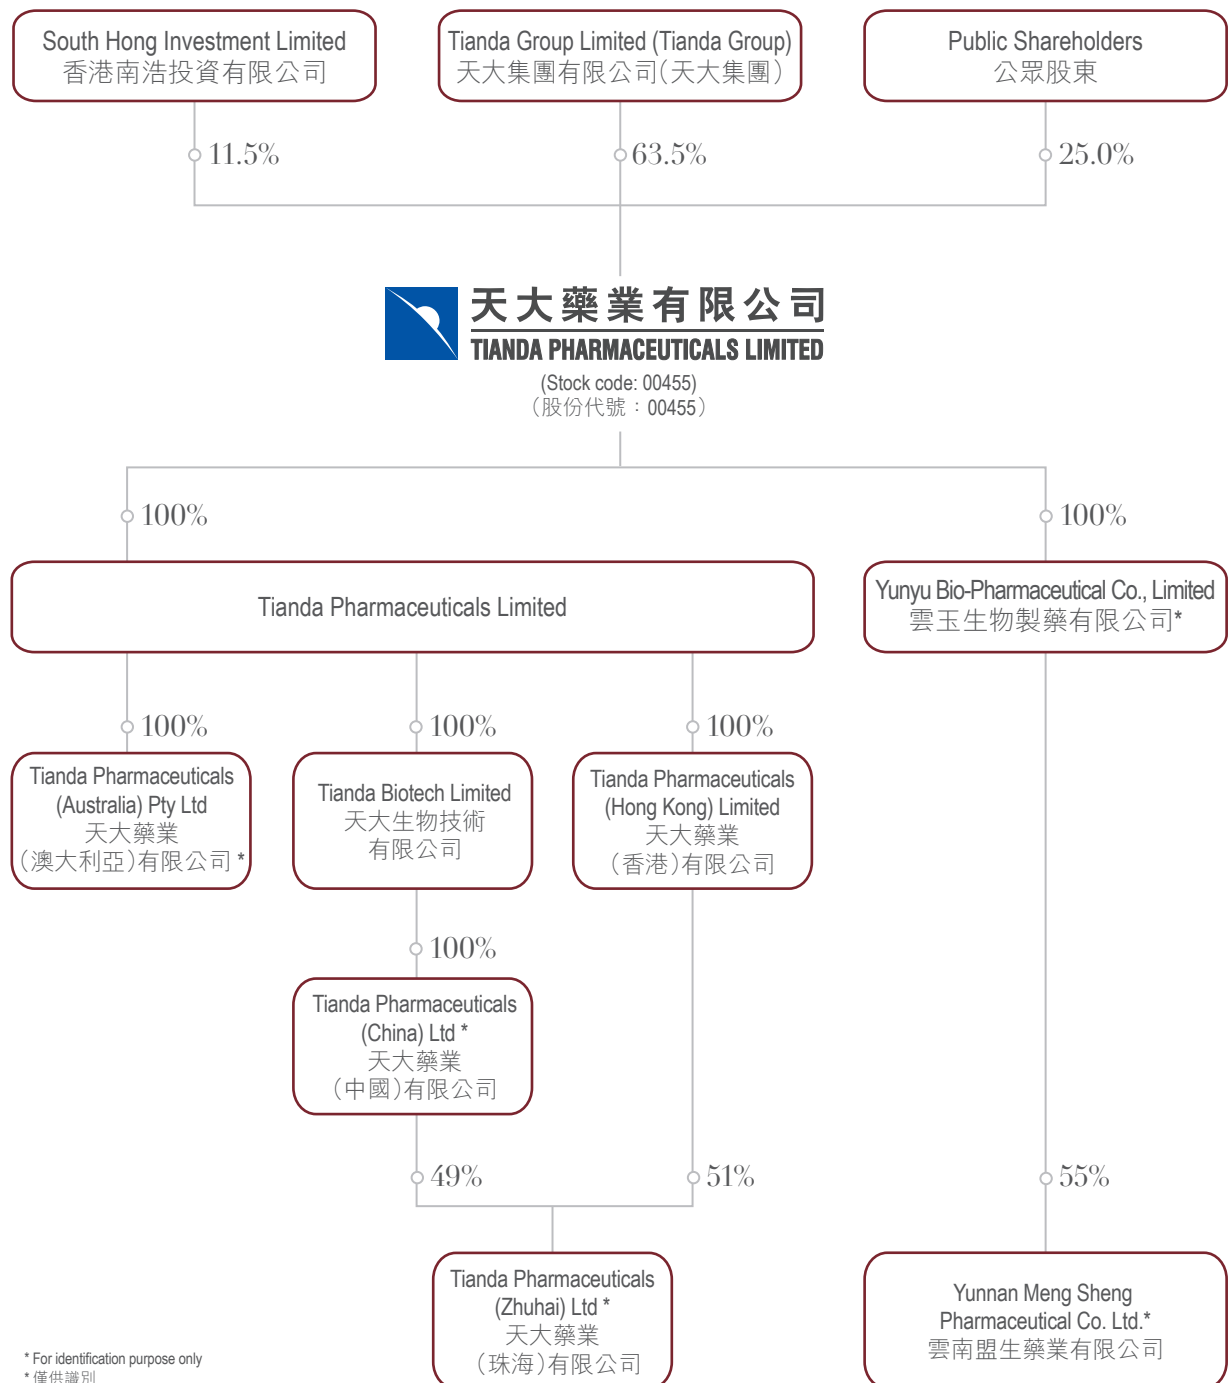 South Hong Investment Limited
香港南浩投資有限公司
Tianda Group Limited (Tianda Group)
天大集團有限公司(天大集團)
Public Shareholders
公眾股東
11.5%
63.5%
25.0%
天大藥業有限公司
TIANDA PHARMACEUTICALS LIMITED
(Stock code: 00455)
(股份代號：00455)
100%
100%
Tianda Pharmaceuticals Limited
Yunyu Bio-Pharmaceutical Co., Limited
雲玉生物製藥有限公司*
100%
100%
100%
Tianda Pharmaceuticals
(Australia) Pty Ltd
天大藥業
(澳大利亞)有限公司 *
Tianda Biotech Limited
天大生物技術
有限公司
Tianda Pharmaceuticals
(Hong Kong) Limited
天大藥業
(香港)有限公司
100%
Tianda Pharmaceuticals
(China) Ltd *
天大藥業
(中國)有限公司
49%
51%
55%
Tianda Pharmaceuticals
(Zhuhai) Ltd *
天大藥業
(珠海)有限公司
Yunnan Meng Sheng
Pharmaceutical Co. Ltd.*
雲南盟生藥業有限公司
* For identification purpose only
* 僅供識別